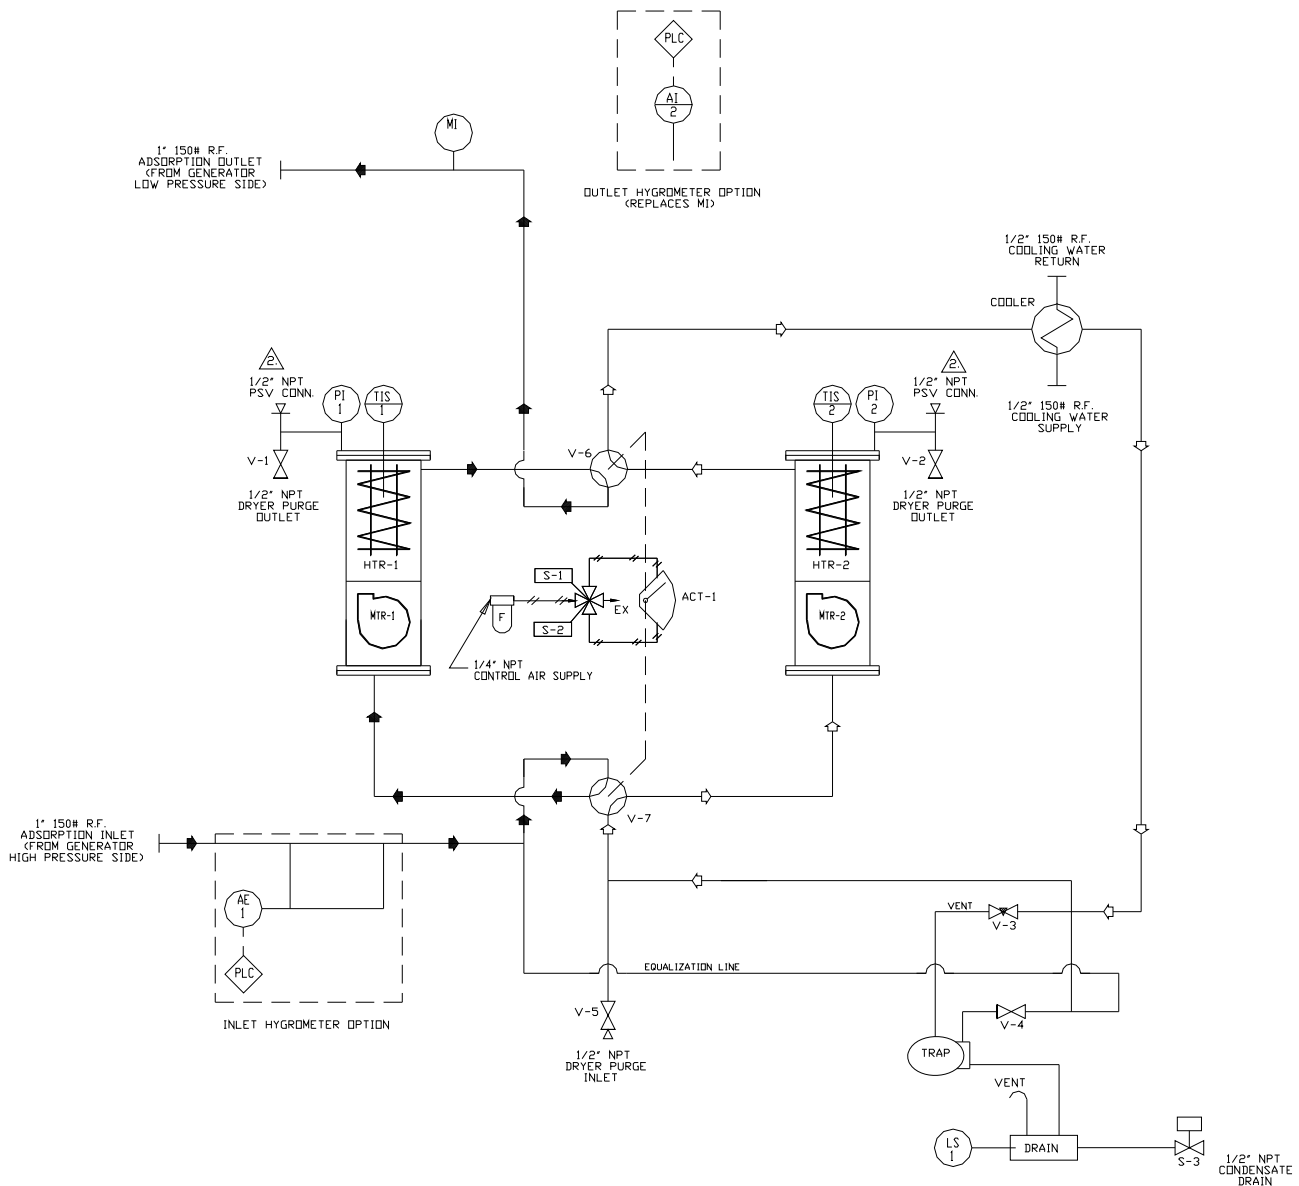 PLC
AI
2
OUTLET HYGROMETER OPTION
(REPLACES MI)
MI
1" 150# R.F.
ADSORPTION OUTLET
(FROM GENERATOR
LOW PRESSURE SIDE)
1/2" 150# R.F.
COOLING WATER
RETURN
COOLER
1/2" 150# R.F.
COOLING WATER
SUPPLY
2.
1/2" NPT
PSV CONN.
PI
1
TIS
1
V-1
1/2" NPT
DRYER PURGE
OUTLET
HTR-1
MTR-1
V-6
TIS
2
PI
2
2.
1/2" NPT
PSV CONN.
V-2
1/2" NPT
DRYER PURGE
OUTLET
HTR-2
MTR-2
S-1
S-2
F
EX
ACT-1
1/4" NPT
CONTROL AIR SUPPLY
V-7
1" 150# R.F.
ADSORPTION INLET
(FROM GENERATOR
HIGH PRESSURE SIDE)
AE
1
PLC
INLET HYGROMETER OPTION
VENT
V-3
EQUALIZATION LINE
V-5
1/2" NPT
DRYER PURGE
INLET
V-4
TRAP
VENT
LS
1
DRAIN
S-3
1/2" NPT
CONDENSATE
DRAIN